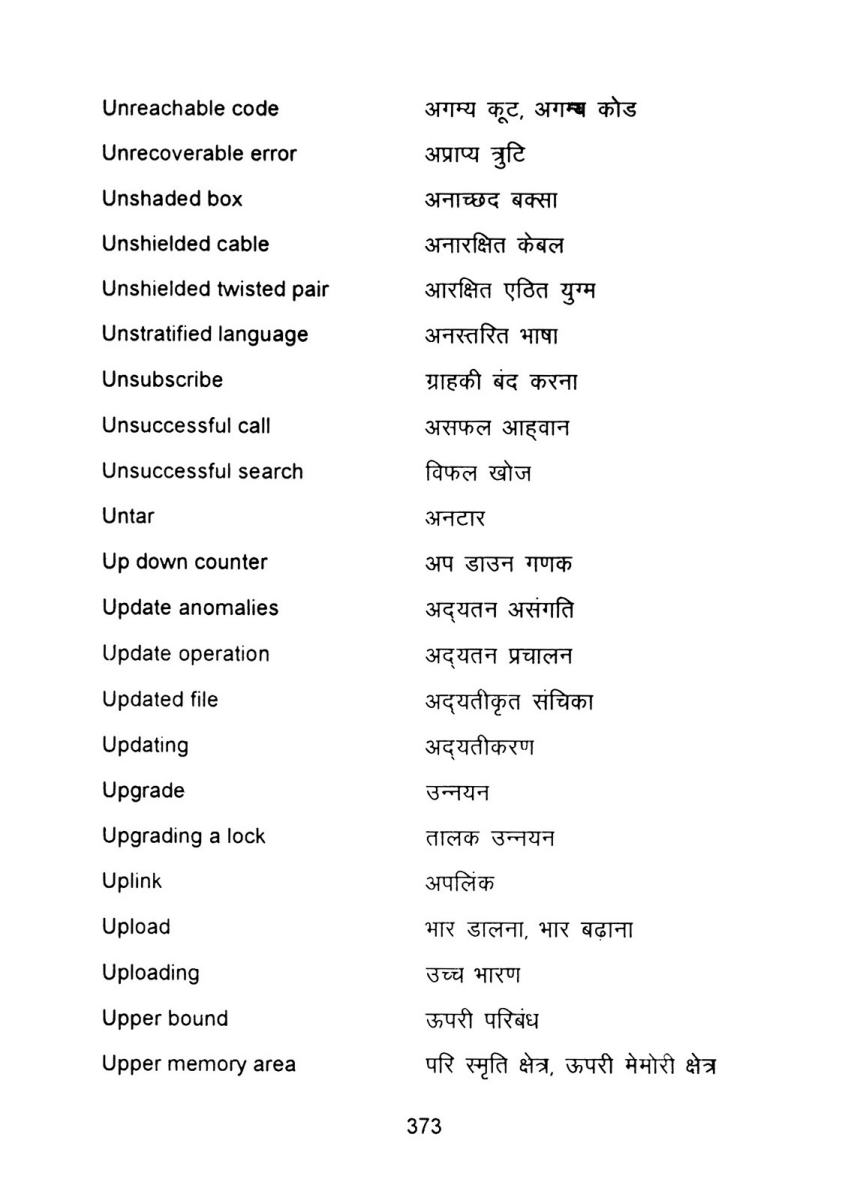 Unreachable code अगम्य कूट, अगम्य कोड
Unrecoverable error अप्राप्य त्रुटि
Unshaded box अनाच्छद बक्सा
Unshielded cable अनारक्षित केबल
Unshielded twisted pair आरक्षित एठित युग्म
Unstratified language अनस्तरित भाषा
Unsubscribe ग्राहकी बंद करना
Unsuccessful call असफल आह्वान
Unsuccessful search विफल खोज
Untar अनटार
Up down counter अप डाउन गणक
Update anomalies अद्यतन असंगति
Update operation अद्यतन प्रचालन
Updated file अद्यतीकृत संचिका
Updating अद्यतीकरण
Upgrade उन्नयन
Upgrading a lock तालक उन्नयन
Uplink अपलिंक
Upload भार डालना, भार बढ़ाना
Uploading उच्च भारण
Upper bound ऊपरी परिबंध
Upper memory area परि स्मृति क्षेत्र, ऊपरी मेमोरी क्षेत्र
373